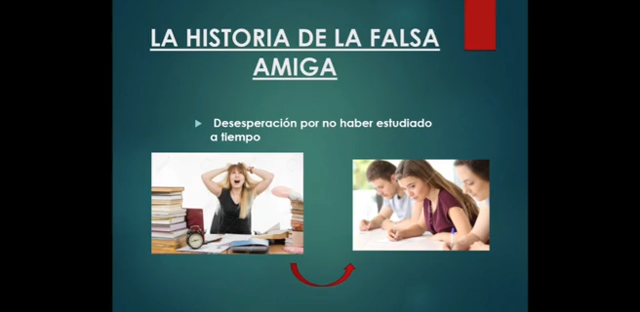 LA HISTORIA DE LA FALSA
AMIGA
Desesperación por no haber estudiado
a tiempo